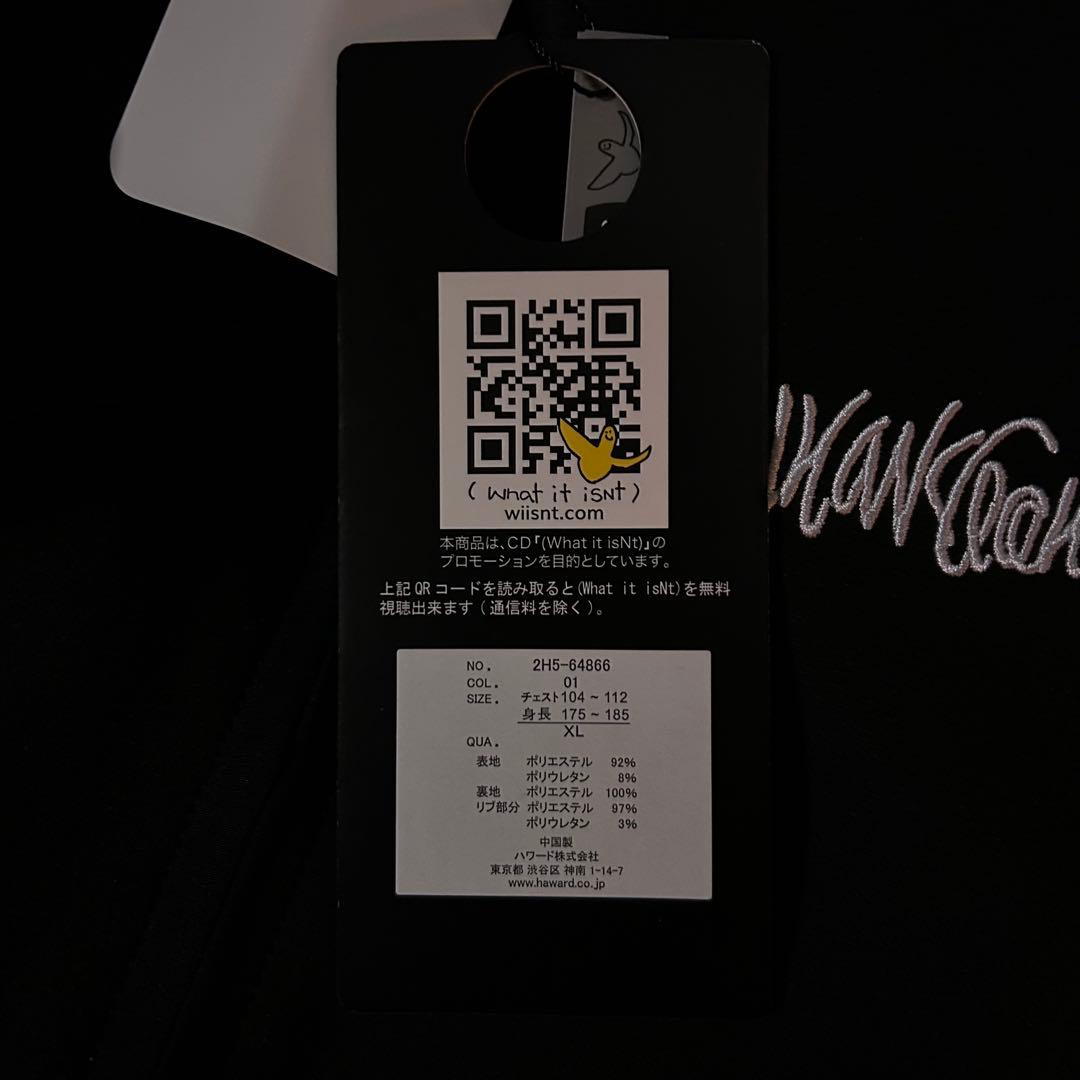 ( what it isNt )
wiisnt.com
本商品は、CD『(What it isNt)』の
プロモーションを目的としています。
上記QRコードを読み取ると(What it isNt)を無料
視聴出来ます(通信料を除く)。
NO. 2H5-64866
COL. 01
SIZE. チェスト104~112
身長 175~185
XL
QUA.
表地 ポリエステル 92%
ポリウレタン 8%
裏地 ポリエステル 100%
リブ部分 ポリエステル 97%
ポリウレタン 3%
中国製
ハワード株式会社
東京都 渋谷区 神南 1-14-7
www.haward.co.jp